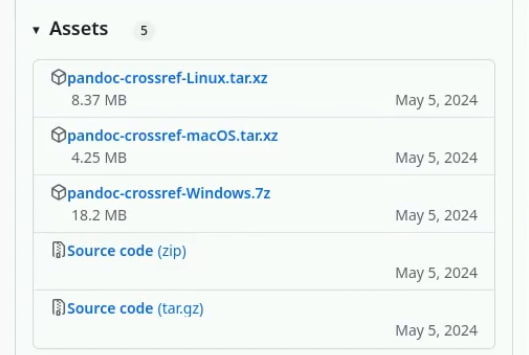 Assets 5
pandoc-crossref-Linux.tar.xz
8.37 MB May 5, 2024
pandoc-crossref-macOS.tar.xz
4.25 MB May 5, 2024
pandoc-crossref-Windows.7z
18.2 MB May 5, 2024
Source code (zip)
May 5, 2024
Source code (tar.gz)
May 5, 2024